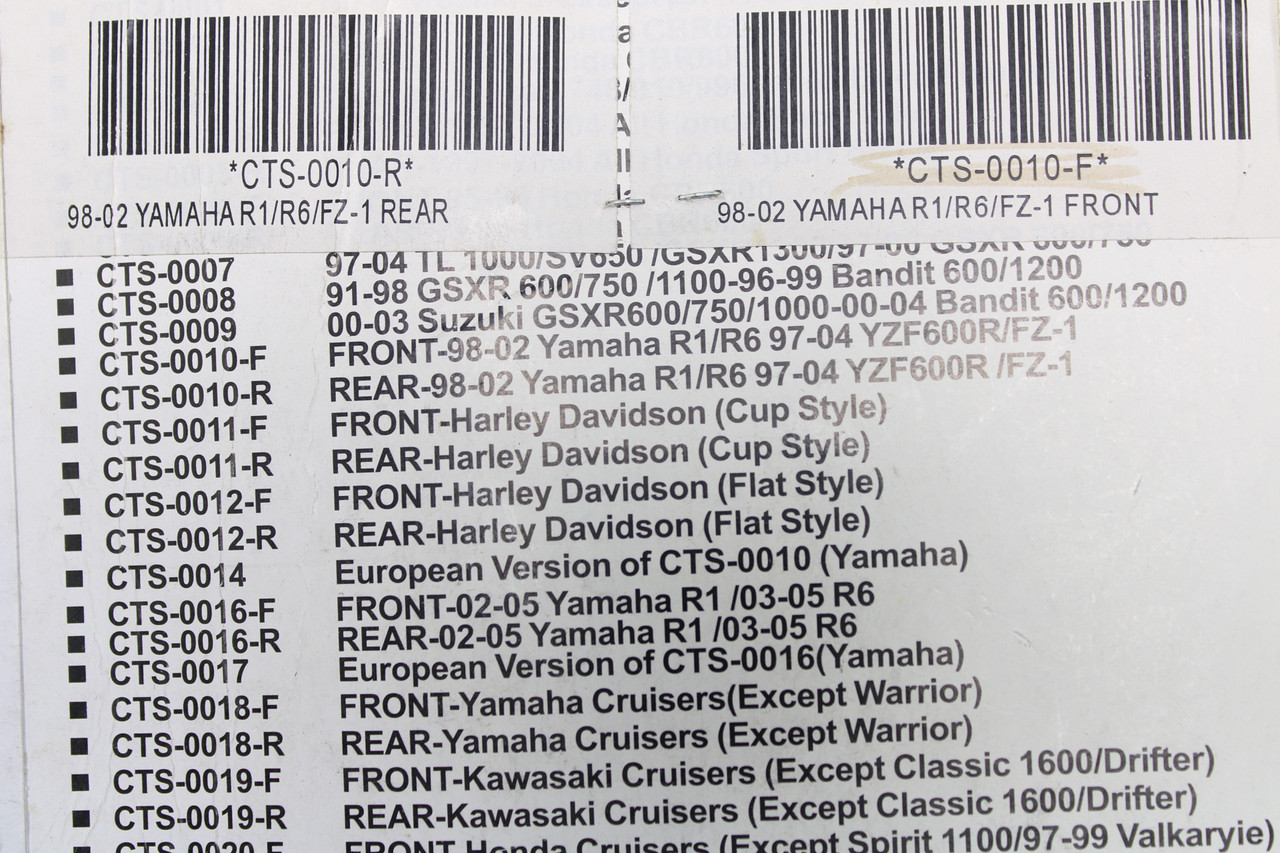 *CTS-0010-R*
98-02 YAMAHA R1/R6/FZ-1 REAR
*CTS-0010-F*
98-02 YAMAHA R1/R6/FZ-1 FRONT
■ CTS-0007 97-04 TL 1000/SV650 /GSXR1300/97-00 GSXR 600/750
■ CTS-0008 91-98 GSXR 600/750 /1100-96-99 Bandit 600/1200
■ CTS-0009 00-03 Suzuki GSXR600/750/1000-00-04 Bandit 600/1200
■ CTS-0010-F FRONT-98-02 Yamaha R1/R6 97-04 YZF600R/FZ-1
■ CTS-0010-R REAR-98-02 Yamaha R1/R6 97-04 YZF600R /FZ-1
■ CTS-0011-F FRONT-Harley Davidson (Cup Style)
■ CTS-0011-R REAR-Harley Davidson (Cup Style)
■ CTS-0012-F FRONT-Harley Davidson (Flat Style)
■ CTS-0012-R REAR-Harley Davidson (Flat Style)
■ CTS-0014 European Version of CTS-0010 (Yamaha)
■ CTS-0016-F FRONT-02-05 Yamaha R1 /03-05 R6
■ CTS-0016-R REAR-02-05 Yamaha R1 /03-05 R6
■ CTS-0017 European Version of CTS-0016(Yamaha)
■ CTS-0018-F FRONT-Yamaha Cruisers(Except Warrior)
■ CTS-0018-R REAR-Yamaha Cruisers (Except Warrior)
■ CTS-0019-F FRONT-Kawasaki Cruisers (Except Classic 1600/Drifter)
■ CTS-0019-R REAR-Kawasaki Cruisers (Except Classic 1600/Drifter)
■ CTS-0020-F FRONT-Honda Cruisers (Except Spirit 1100/97-99 Valkaryie)